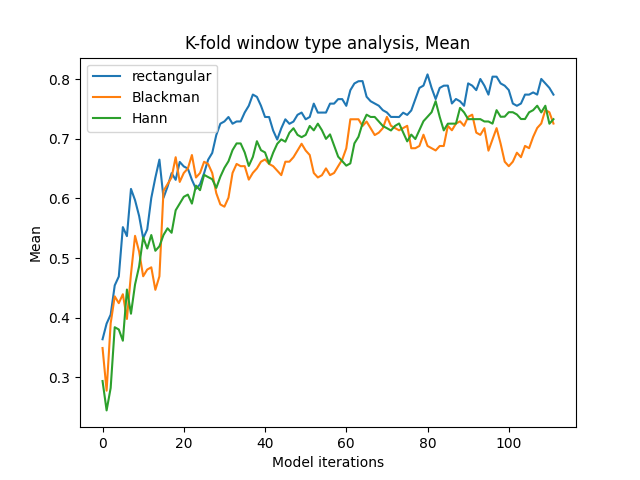 K-fold window type analysis, Mean
rectangular
Blackman
Hann
0.8
0.7
0.6
0.5
0.4
0.3
Mean
0 20 40 60 80 100
Model iterations